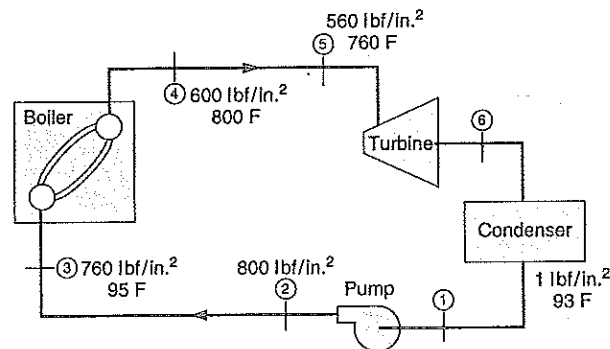 560 lbf/in.²
⑤ 760 F
④ 600 lbf/in.²
800 F
Boiler
⑥
Turbine
Condenser
③ 760 lbf/in.²
95 F
800 lbf/in.²
②
Pump
①
1 lbf/in.²
93 F